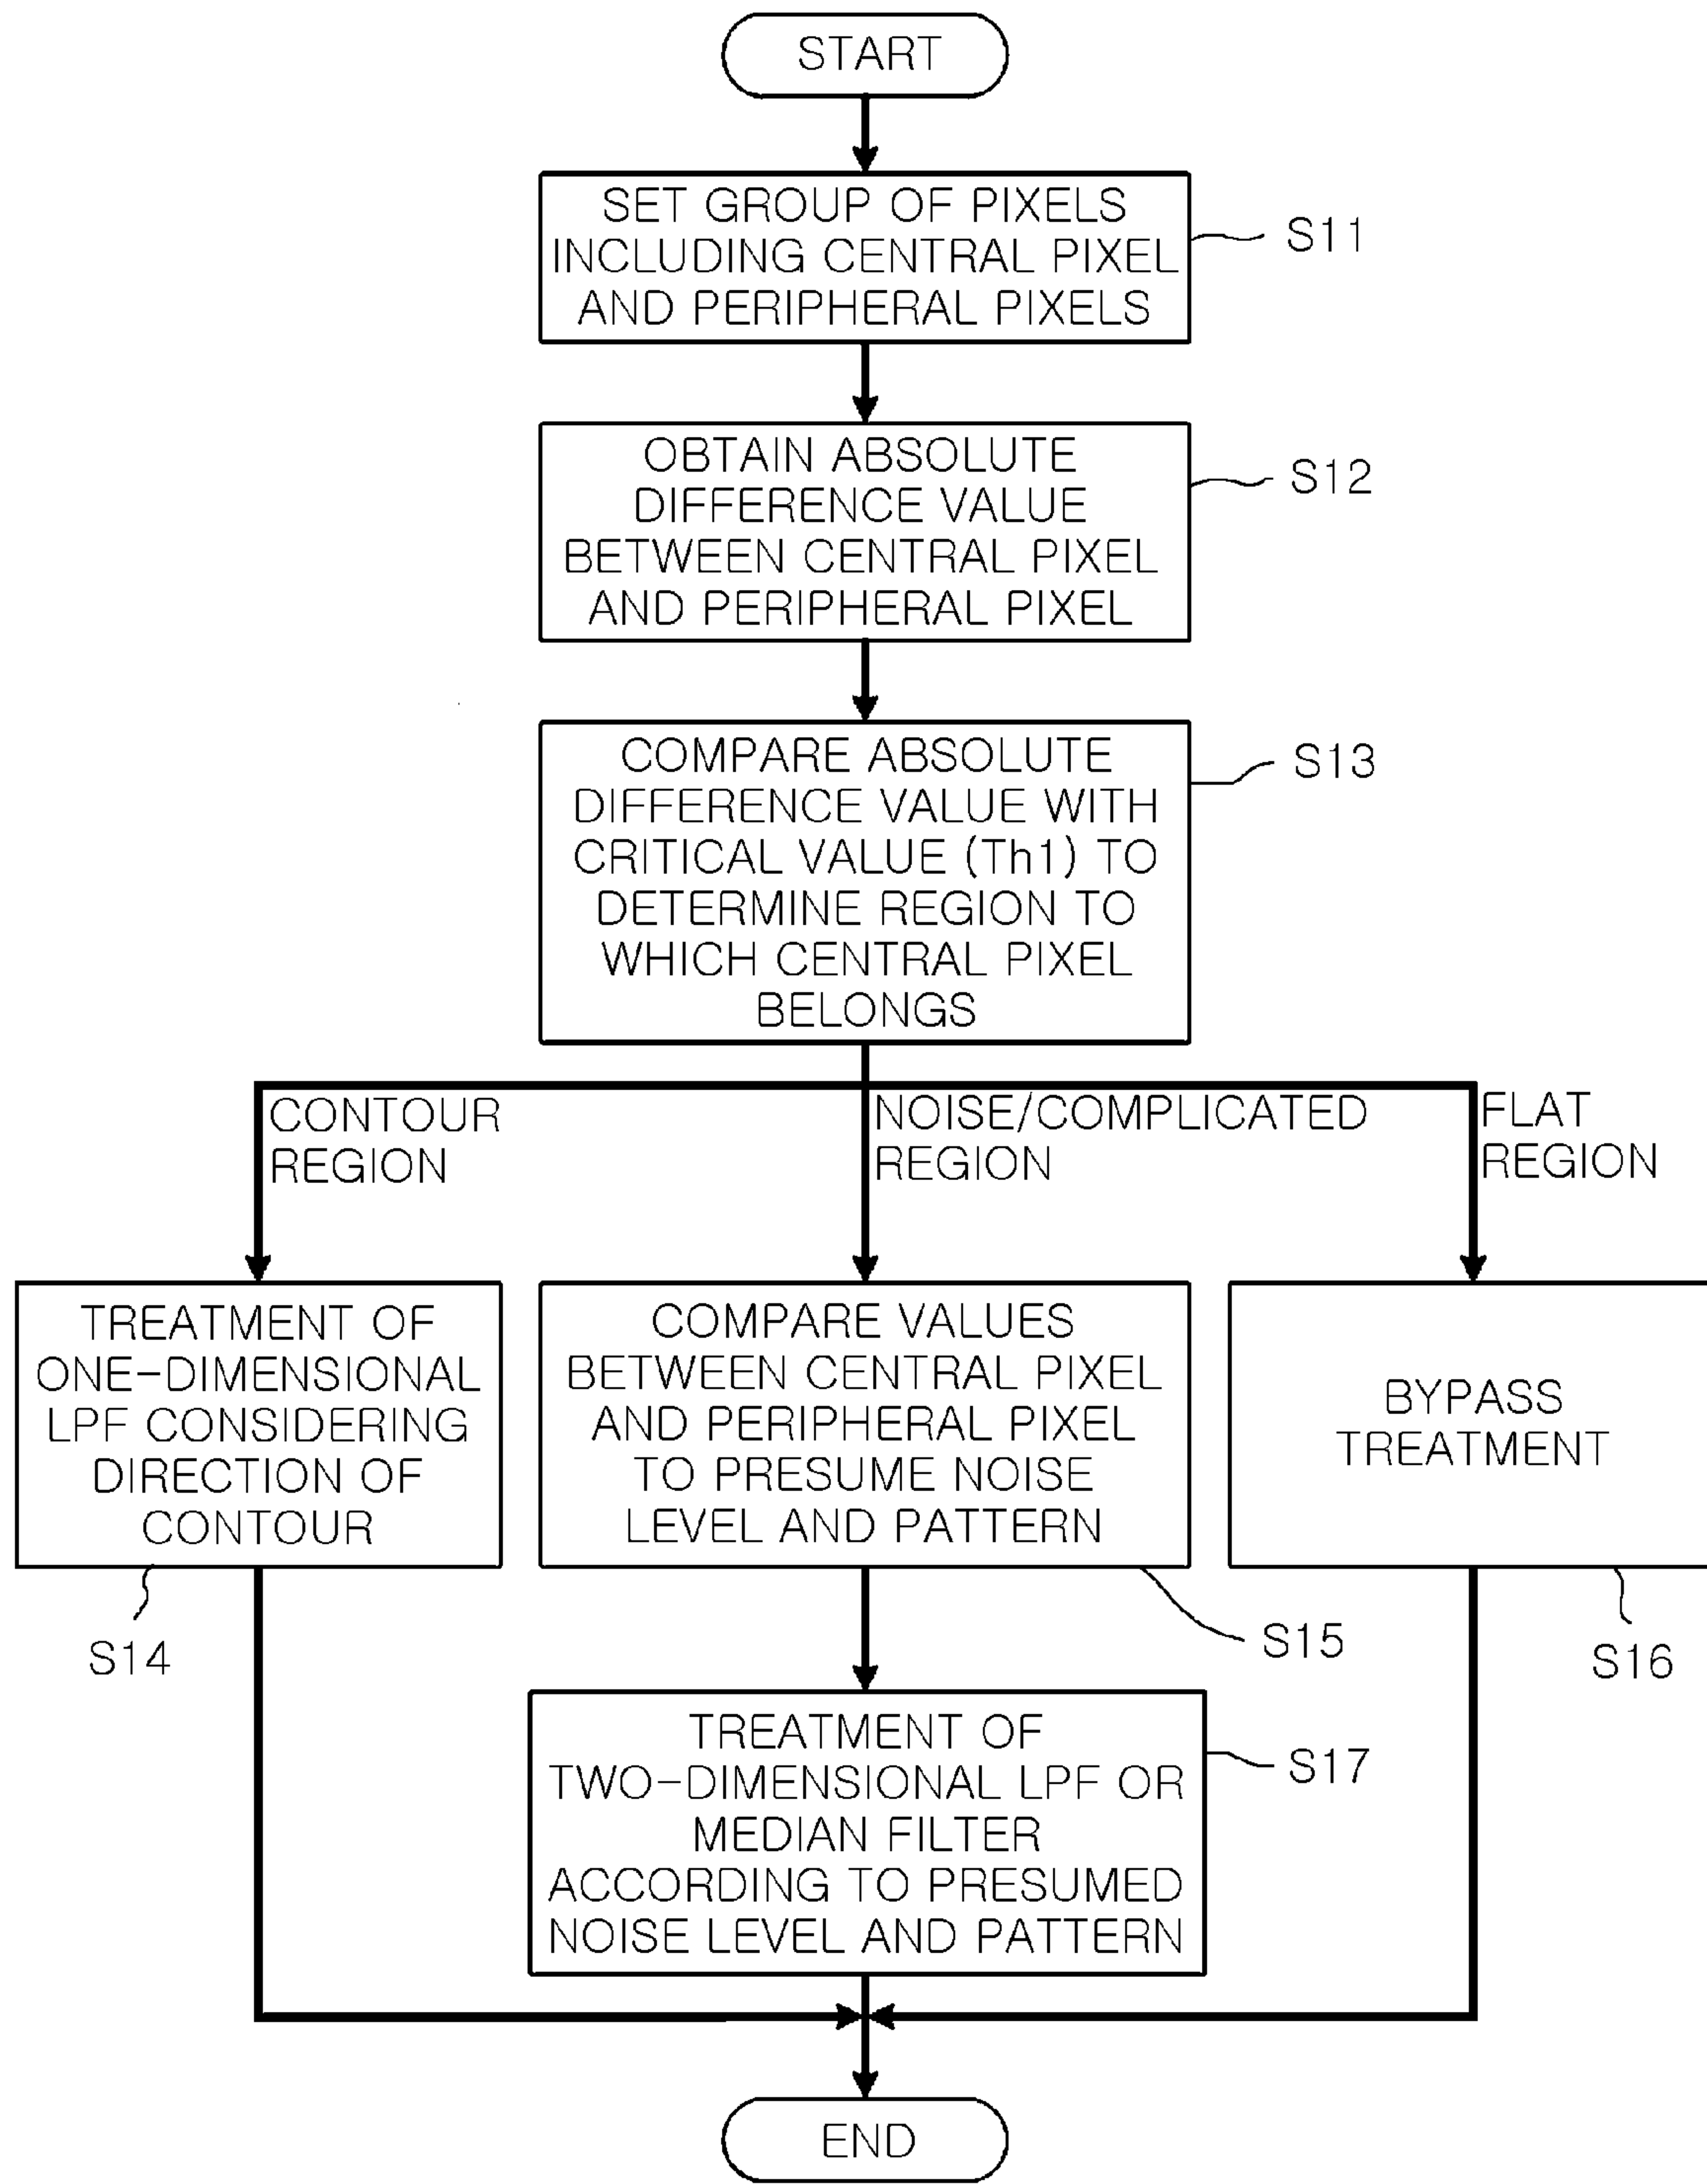 START
SET GROUP OF PIXELS
INCLUDING CENTRAL PIXEL
AND PERIPHERAL PIXELS
S11
OBTAIN ABSOLUTE
DIFFERENCE VALUE
BETWEEN CENTRAL PIXEL
AND PERIPHERAL PIXEL
S12
COMPARE ABSOLUTE
DIFFERENCE VALUE WITH
CRITICAL VALUE (Th1) TO
DETERMINE REGION TO
WHICH CENTRAL PIXEL
BELONGS
S13
CONTOUR
REGION
NOISE/COMPLICATED
REGION
FLAT
REGION
TREATMENT OF
ONE-DIMENSIONAL
LPF CONSIDERING
DIRECTION OF
CONTOUR
S14
COMPARE VALUES
BETWEEN CENTRAL PIXEL
AND PERIPHERAL PIXEL
TO PRESUME NOISE
LEVEL AND PATTERN
S15
BYPASS
TREATMENT
S16
TREATMENT OF
TWO-DIMENSIONAL LPF OR
MEDIAN FILTER
ACCORDING TO PRESUMED
NOISE LEVEL AND PATTERN
S17
END